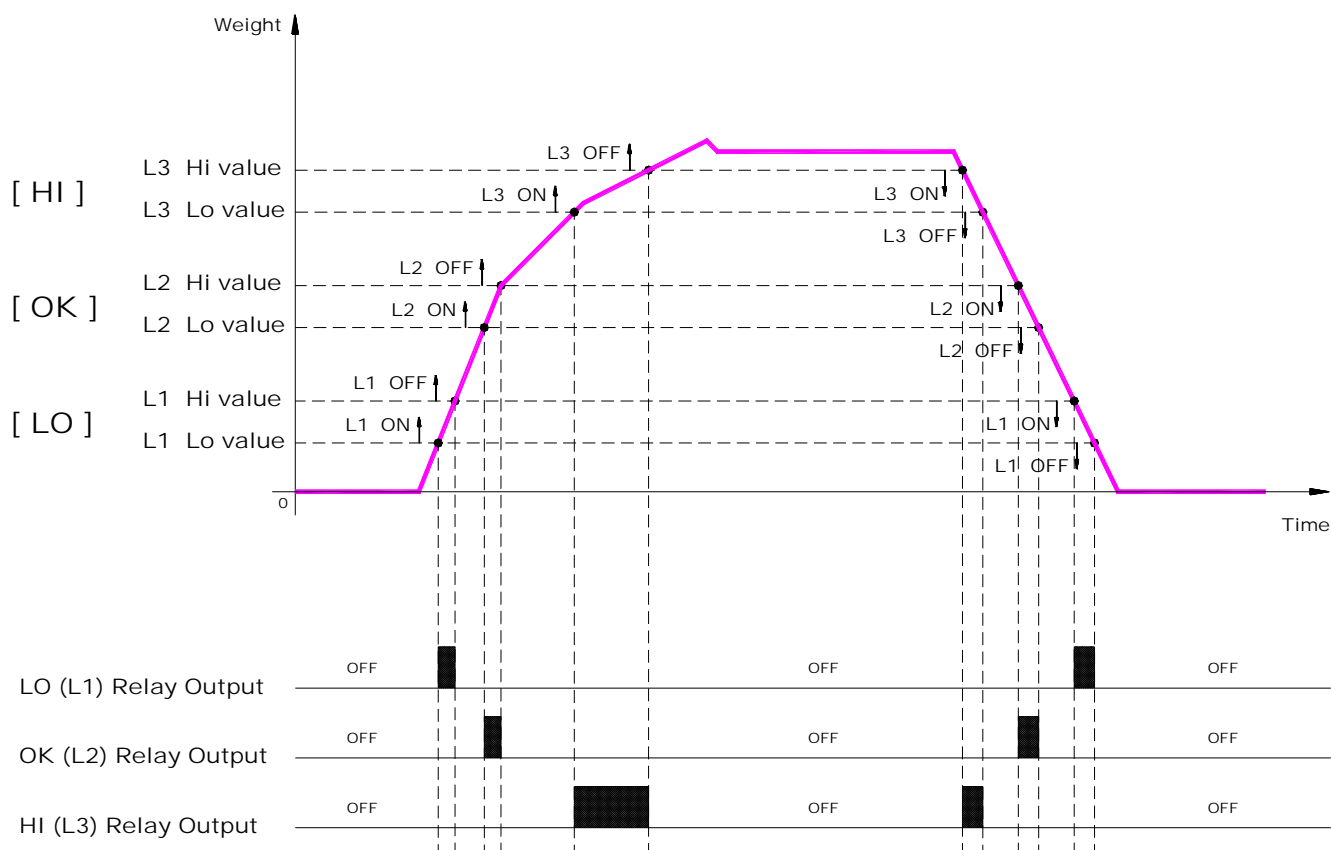 Weight
L3 OFF
L3 Hi value
[ HI ]
L3 ON
L3 ON
L3 Lo value
L3 OFF
L2 OFF
L2 Hi value
[ OK ]
L2 ON
L2 ON
L2 Lo value
L2 OFF
L1 OFF
L1 Hi value
[ LO ]
L1 ON
L1 ON
L1 Lo value
L1 OFF
0
Time
OFF OFF OFF
LO (L1) Relay Output
OFF OFF OFF
OK (L2) Relay Output
OFF OFF OFF
HI (L3) Relay Output